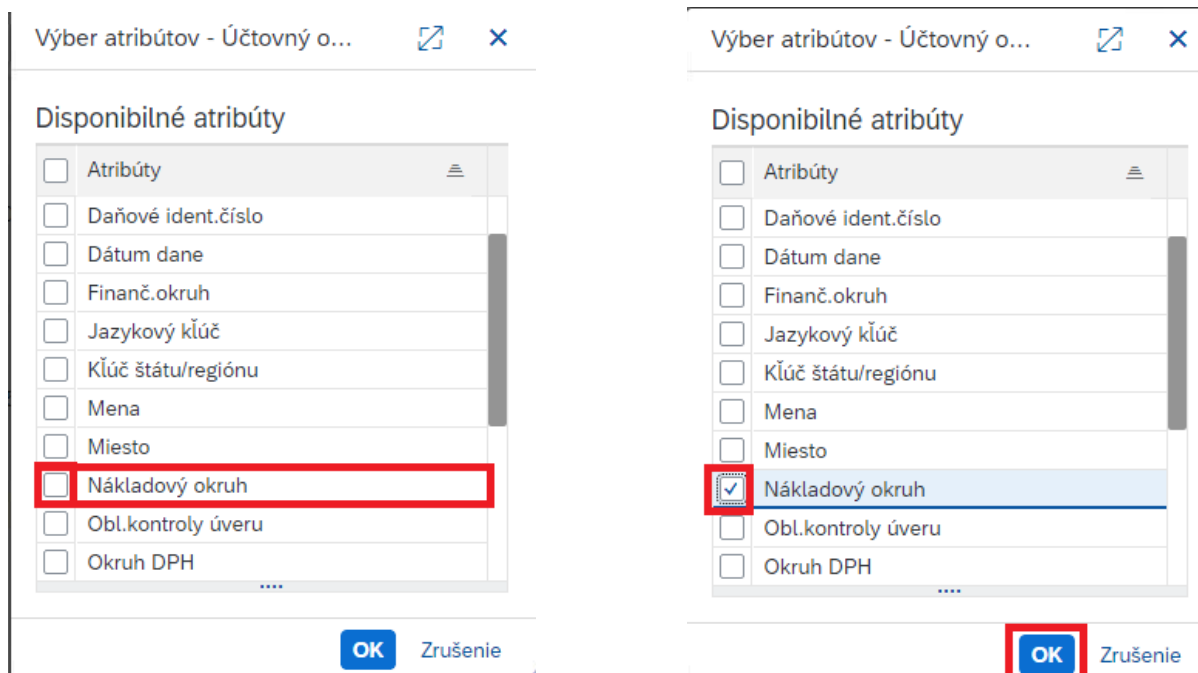 Výber atribútov - Účtovný o...
Disponibilné atribúty
Atribúty
Daňové ident.číslo
Dátum dane
Finanč.okruh
Jazykový kľúč
Kľúč štátu/regiónu
Mena
Miesto
Nákladový okruh
Obl.kontroly úveru
Okruh DPH
OK Zrušenie
Výber atribútov - Účtovný o...
Disponibilné atribúty
Atribúty
Daňové ident.číslo
Dátum dane
Finanč.okruh
Jazykový kľúč
Kľúč štátu/regiónu
Mena
Miesto
Nákladový okruh
Obl.kontroly úveru
Okruh DPH
OK Zrušenie